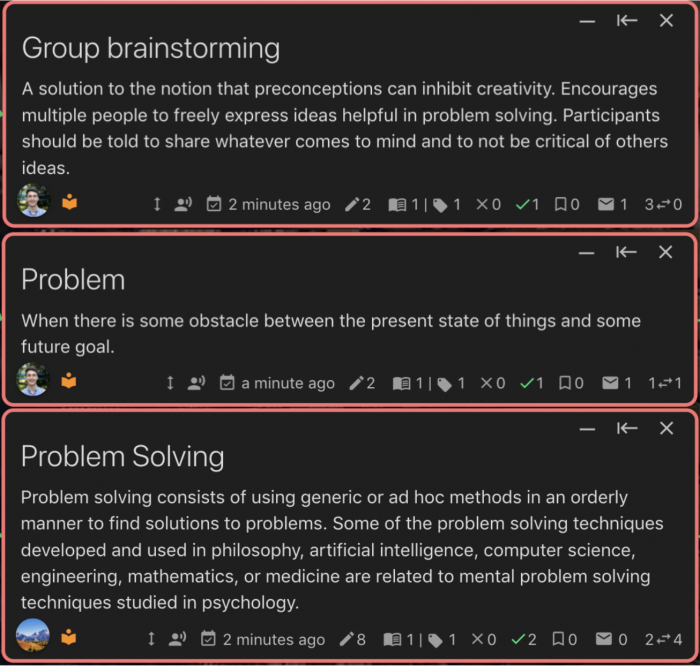 Group brainstorming
A solution to the notion that preconceptions can inhibit creativity. Encourages
multiple people to freely express ideas helpful in problem solving. Participants
should be told to share whatever comes to mind and to not be critical of others
ideas.
2 minutes ago 2 1 | 1 0 1 0 1 3 0
Problem
When there is some obstacle between the present state of things and some
future goal.
a minute ago 2 1 | 1 0 1 0 1 1 1
Problem Solving
Problem solving consists of using generic or ad hoc methods in an orderly
manner to find solutions to problems. Some of the problem solving techniques
developed and used in philosophy, artificial intelligence, computer science,
engineering, mathematics, or medicine are related to mental problem solving
techniques studied in psychology.
2 minutes ago 8 1 | 1 0 2 0 0 2 4